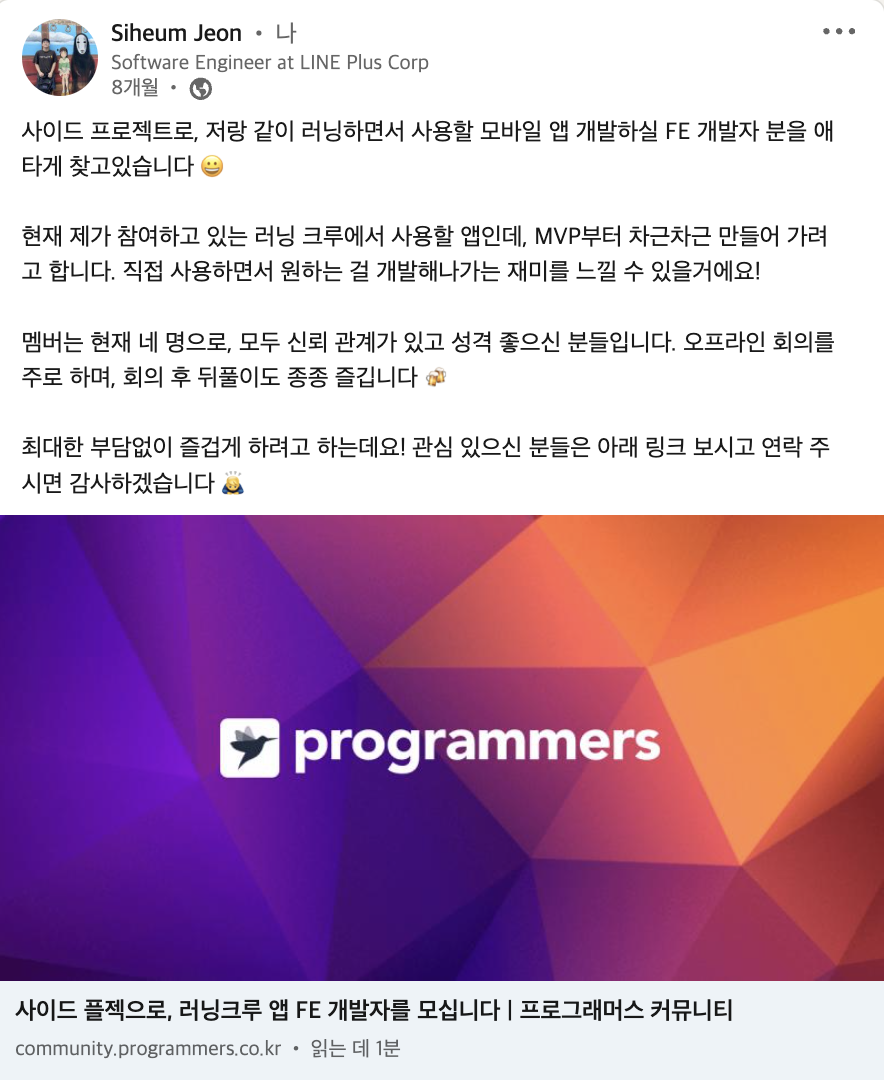 Siheum Jeon • 나
Software Engineer at LINE Plus Corp
8개월 •
사이드 프로젝트로, 저랑 같이 러닝하면서 사용할 모바일 앱 개발하실 FE 개발자 분을 애
타게 찾고있습니다 😀
현재 제가 참여하고 있는 러닝 크루에서 사용할 앱인데, MVP부터 차근차근 만들어 가려
고 합니다. 직접 사용하면서 원하는 걸 개발해나가는 재미를 느낄 수 있을거에요!
멤버는 현재 네 명으로, 모두 신뢰 관계가 있고 성격 좋으신 분들입니다. 오프라인 회의를
주로 하며, 회의 후 뒤풀이도 종종 즐깁니다 🍻
최대한 부담없이 즐겁게 하려고 하는데요! 관심 있으신 분들은 아래 링크 보시고 연락 주
시면 감사하겠습니다 🙇
programmers
사이드 플젝으로, 러닝크루 앱 FE 개발자를 모십니다 | 프로그래머스 커뮤니티
community.programmers.co.kr • 읽는 데 1분